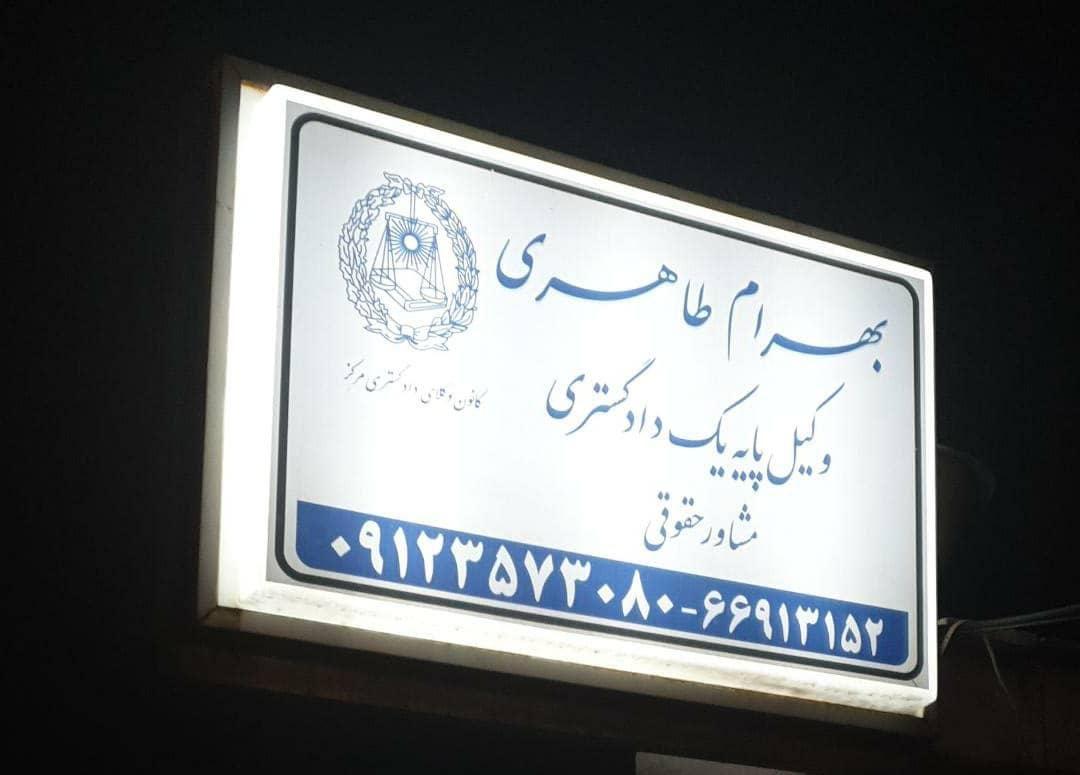 بهرام طاهری
وکیل پایه یک دادگستری
مشاور حقوقی
کانون وکلای دادگستری مرکز
۰۹۱۲۳۵۷۳۰۸۰-۶۶۹۱۳۱۵۲